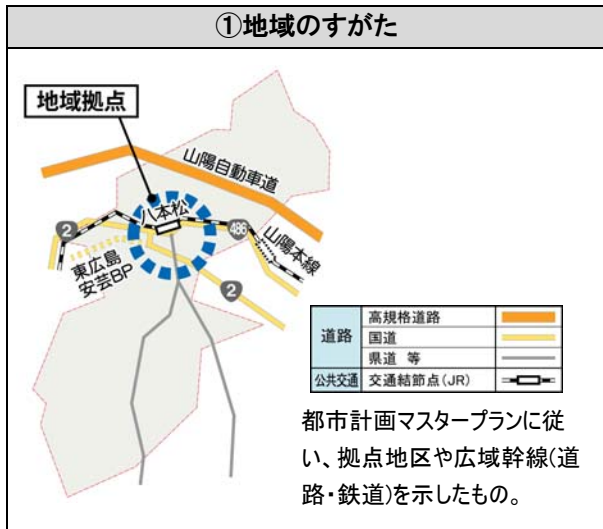 ①地域のすがた
地域拠点
山陽自動車道
八本松
2
486
山陽本線
東広島
安芸BP
2
道路
高規格道路
国道
県道 等
公共交通
交通結節点(JR)
都市計画マスタープランに従
い、拠点地区や広域幹線(道
路・鉄道)を示したもの。